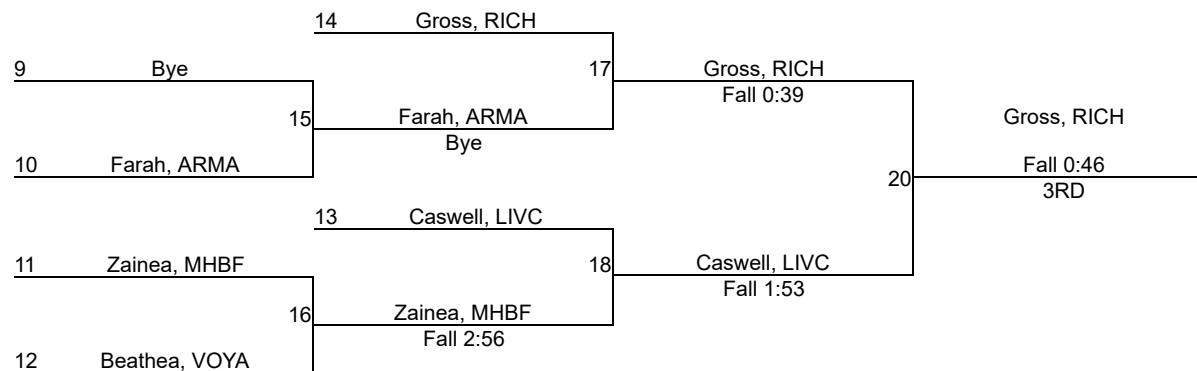 14 Gross, RICH
9 Bye
17 Gross, RICH
Fall 0:39
15 Farah, ARMA
Bye
Gross, RICH
10 Farah, ARMA
20 Fall 0:46
3RD
13 Caswell, LIVC
11 Zainea, MHBF
18 Caswell, LIVC
Fall 1:53
16 Zainea, MHBF
Fall 2:56
12 Beathea, VOYA